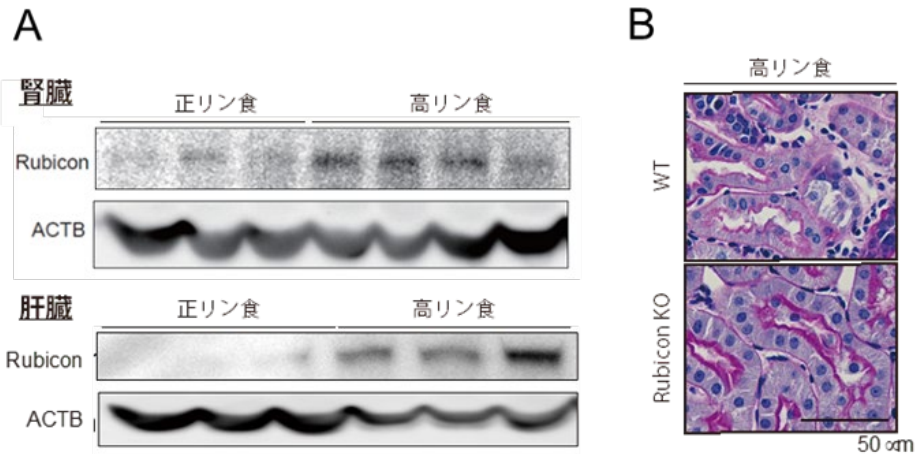 A
腎臓
正リン食
高リン食
Rubicon
ACTB
肝臓
正リン食
高リン食
Rubicon
ACTB
B
高リン食
WT
Rubicon KO
50 ∝m